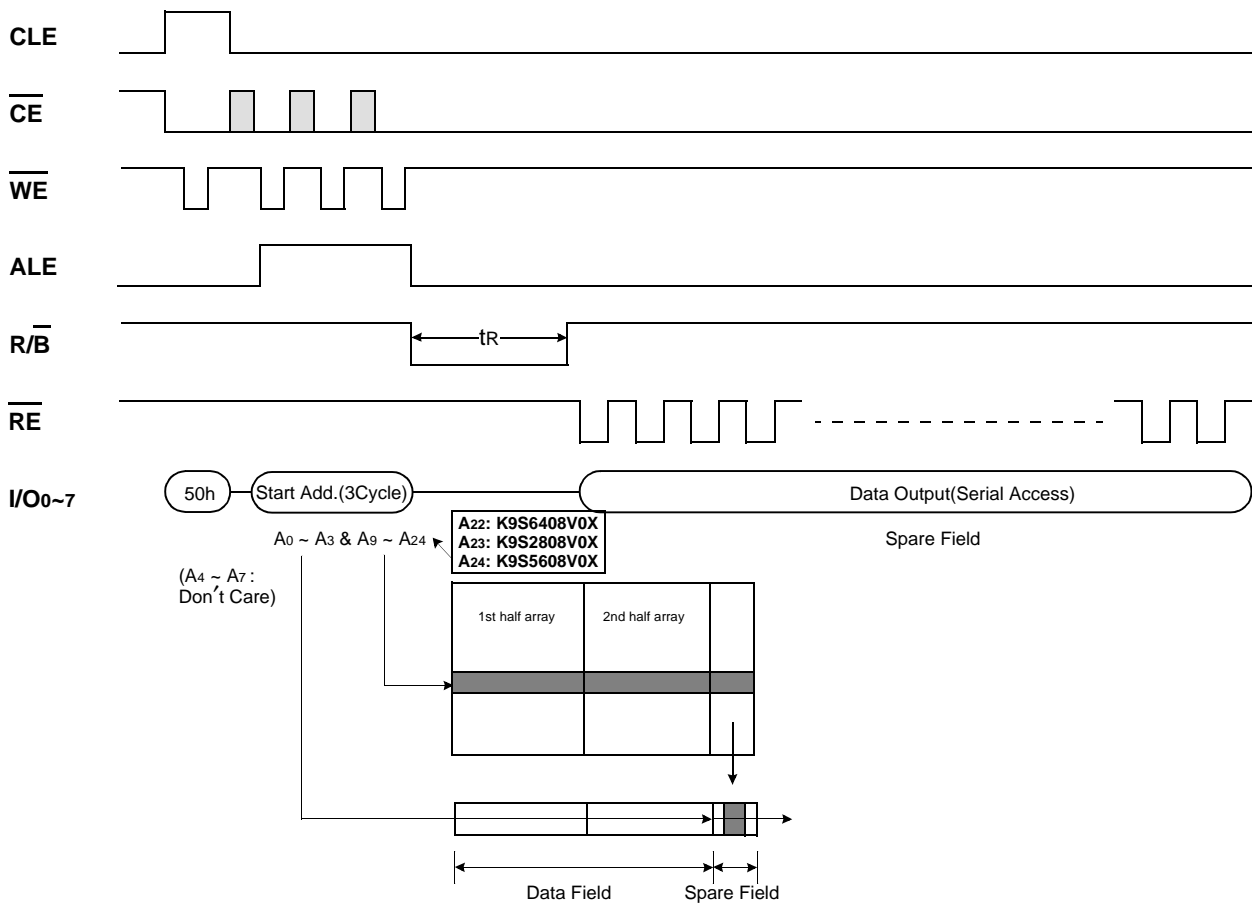 CLE
CE
WE
ALE
R/B
tR
RE
I/O0~7
50h
Start Add.(3Cycle)
Data Output(Serial Access)
A0 ~ A3 & A9 ~ A24
A22: K9S6408V0X
A23: K9S2808V0X
A24: K9S5608V0X
Spare Field
(A4 ~ A7 :
Don't Care)
1st half array
2nd half array
Data Field
Spare Field